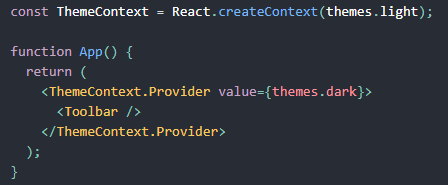 const ThemeContext = React.createContext(themes.light);
function App() {
  return (
    <ThemeContext.Provider value={themes.dark}>
      <Toolbar />
    </ThemeContext.Provider>
  );
}